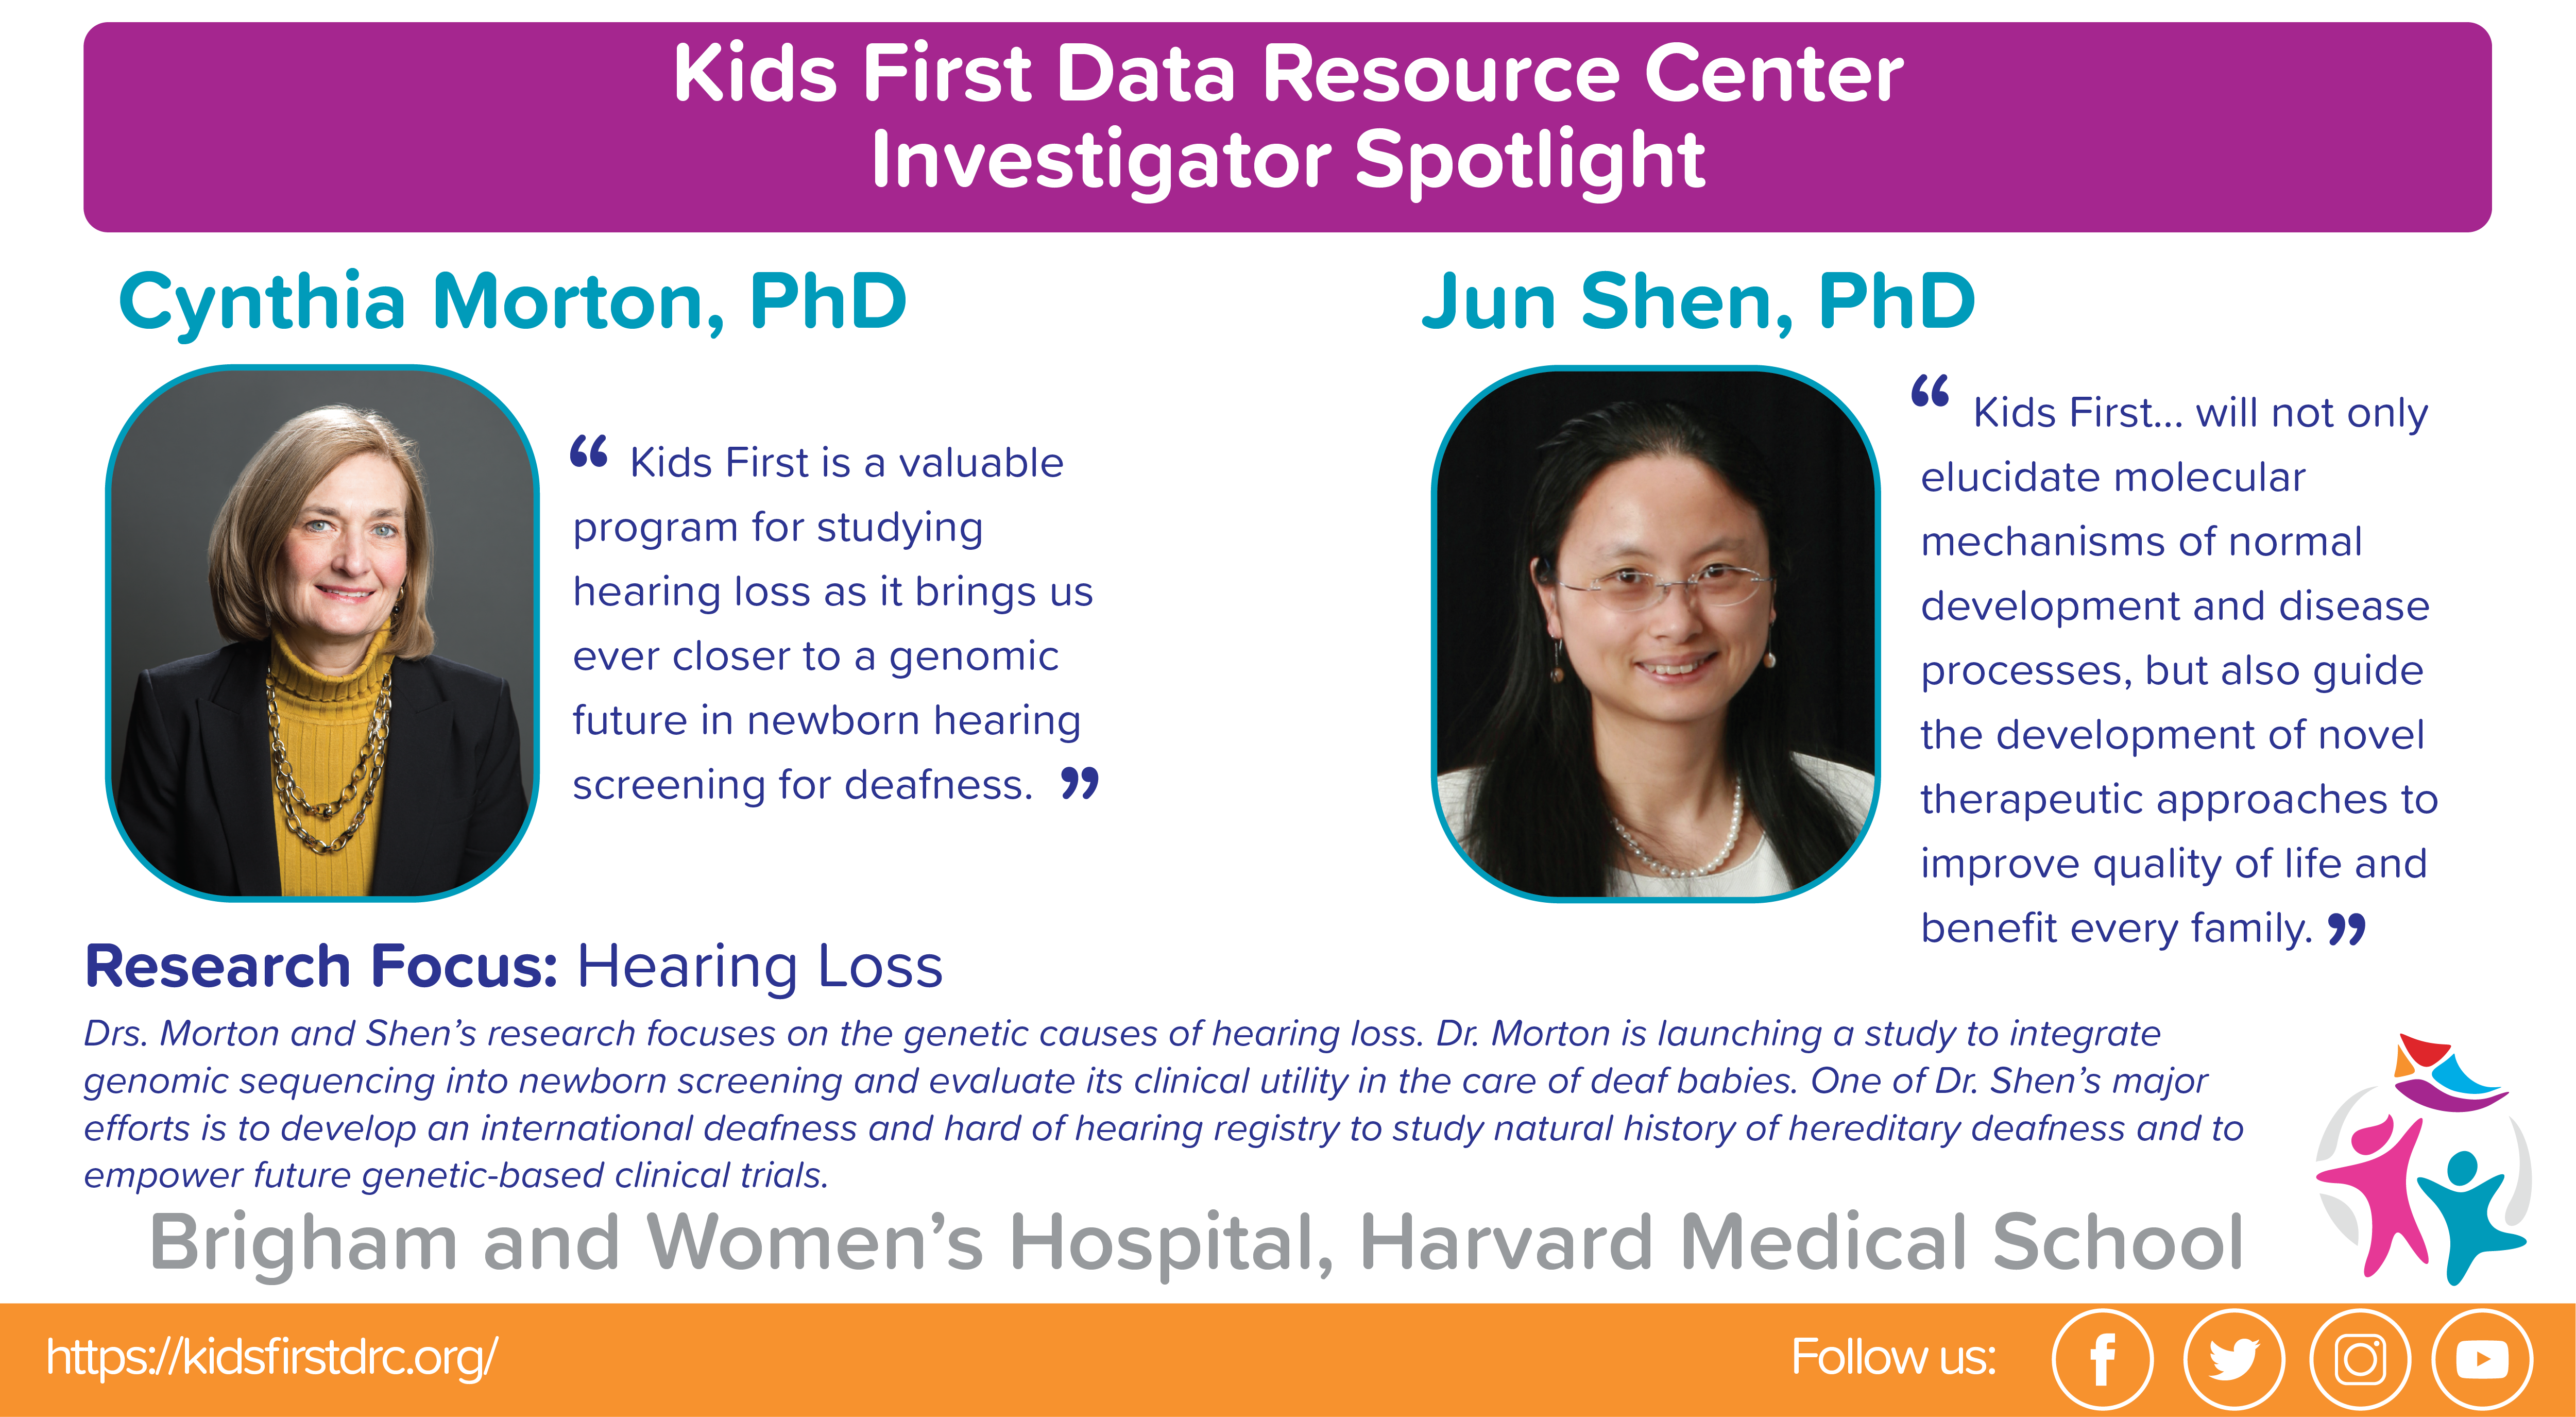 Kids First Data Resource Center
Investigator Spotlight
Cynthia Morton, PhD
“ Kids First is a valuable
program for studying
hearing loss as it brings us
ever closer to a genomic
future in newborn hearing
screening for deafness. ”
Jun Shen, PhD
“ Kids First... will not only
elucidate molecular
mechanisms of normal
development and disease
processes, but also guide
the development of novel
therapeutic approaches to
improve quality of life and
benefit every family. ”
Research Focus: Hearing Loss
Drs. Morton and Shen’s research focuses on the genetic causes of hearing loss. Dr. Morton is launching a study to integrate
genomic sequencing into newborn screening and evaluate its clinical utility in the care of deaf babies. One of Dr. Shen’s major
efforts is to develop an international deafness and hard of hearing registry to study natural history of hereditary deafness and to
empower future genetic-based clinical trials.
Brigham and Women’s Hospital, Harvard Medical School
https://kidsfirstdrc.org/
Follow us: